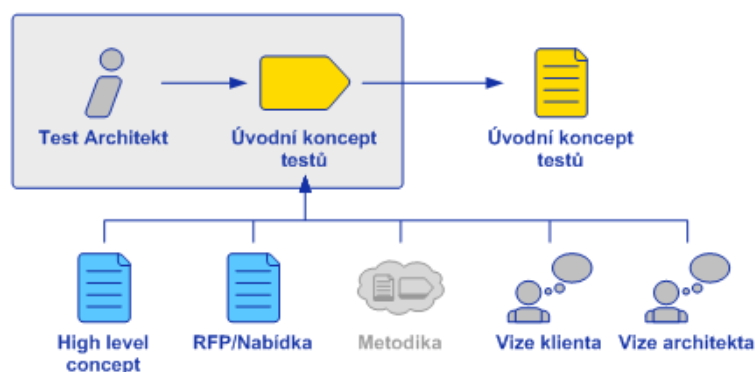 Test Architekt
Úvodní koncept
testů
Úvodní koncept
testů
High level
concept
RFP/Nabídka
Metodika
Vize klienta
Vize architekta